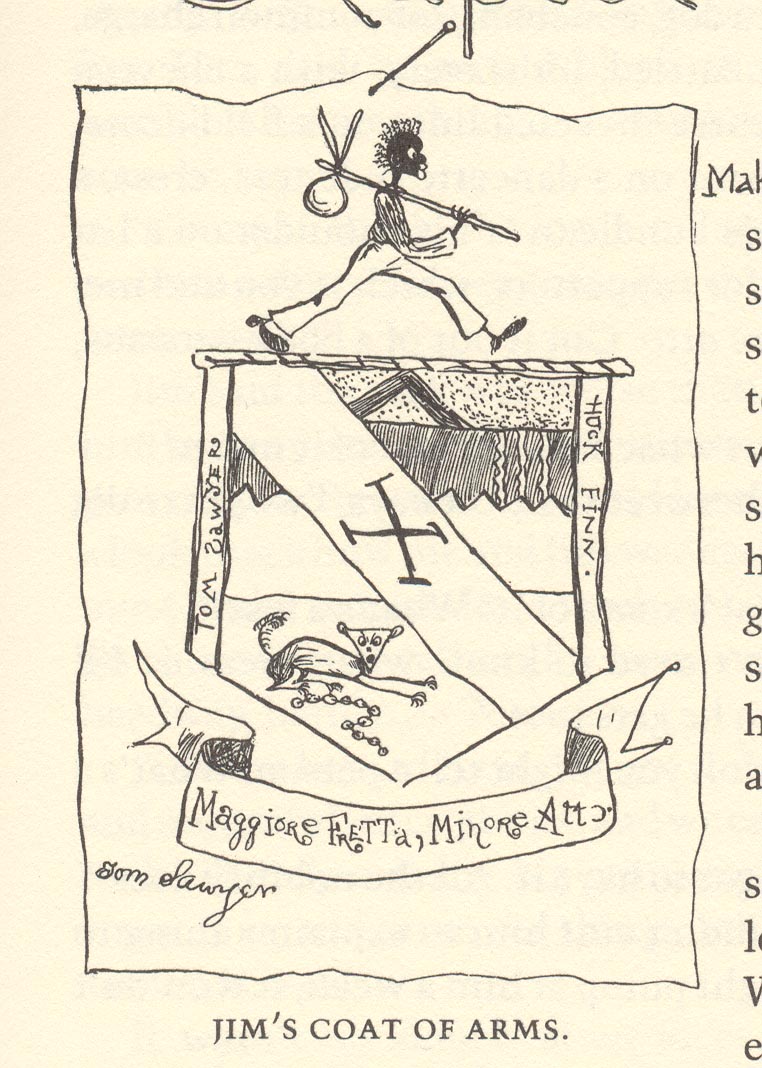 Mak
TOM SAWYER
HUCK FINN.
Maggiore Fretta, Minore Atto.
Tom Sawyer
JIM'S COAT OF ARMS.